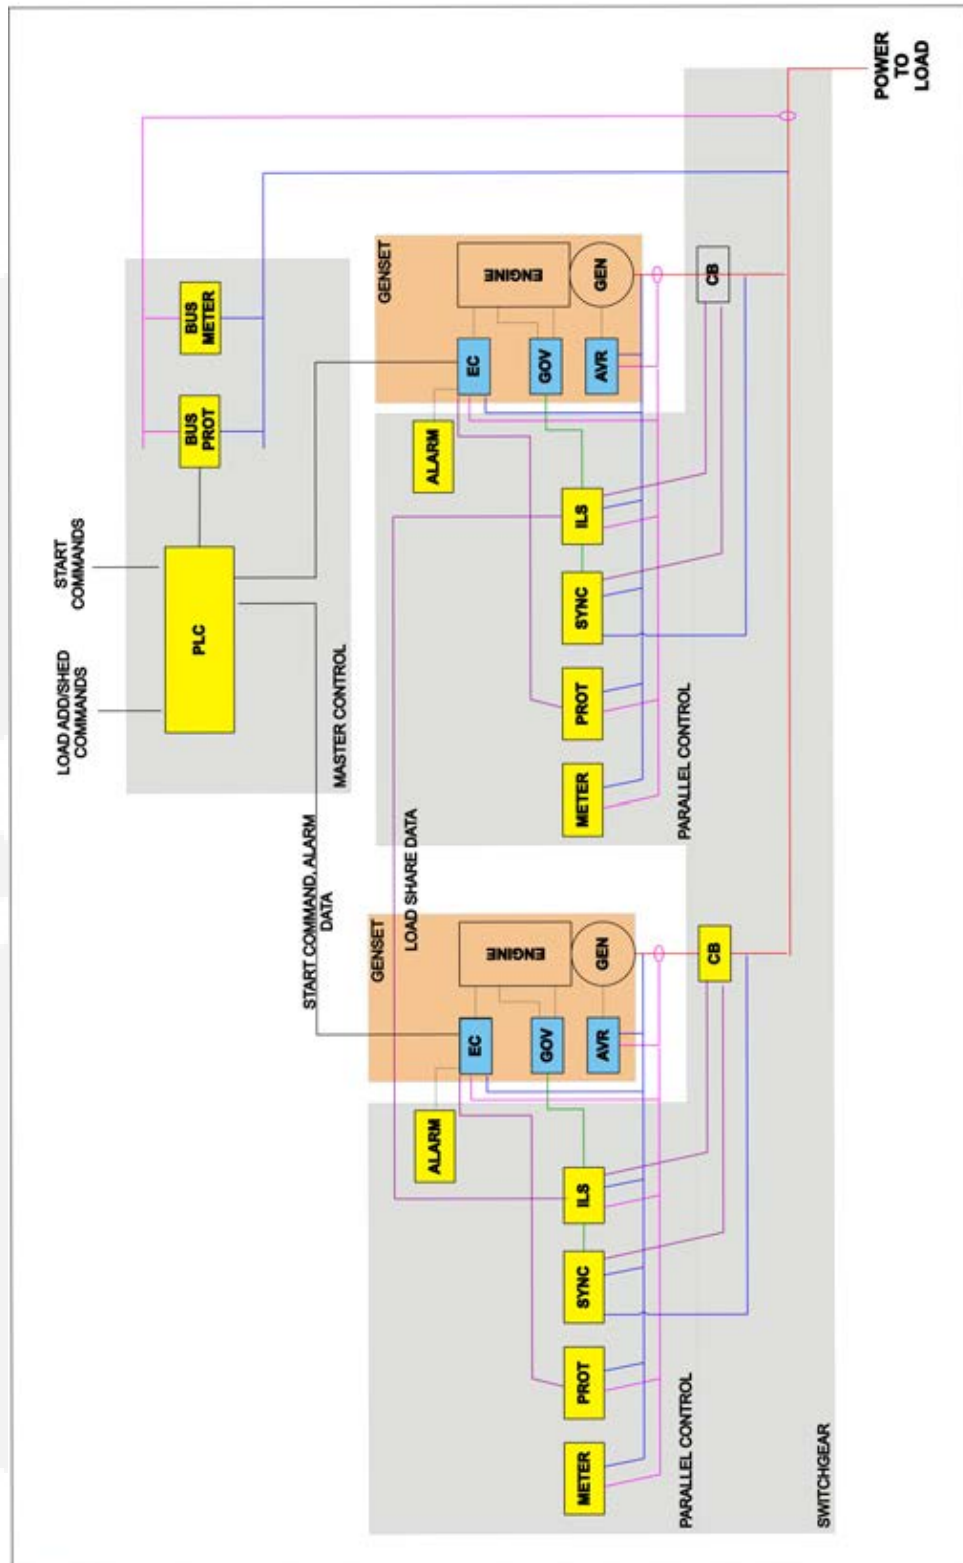 LOAD ADD/SHED
COMMANDS
START
COMMANDS
PLC
BUS
PROT
BUS
METER
MASTER CONTROL
START COMMAND, ALARM
DATA
LOAD SHARE DATA
GENSET
ENGINE
GEN
EC
GOV
AVR
ALARM
ILS
SYNC
PROT
METER
PARALLEL CONTROL
CB
GENSET
ENGINE
GEN
EC
GOV
AVR
ALARM
ILS
SYNC
PROT
METER
PARALLEL CONTROL
CB
SWITCHGEAR
POWER
TO
LOAD